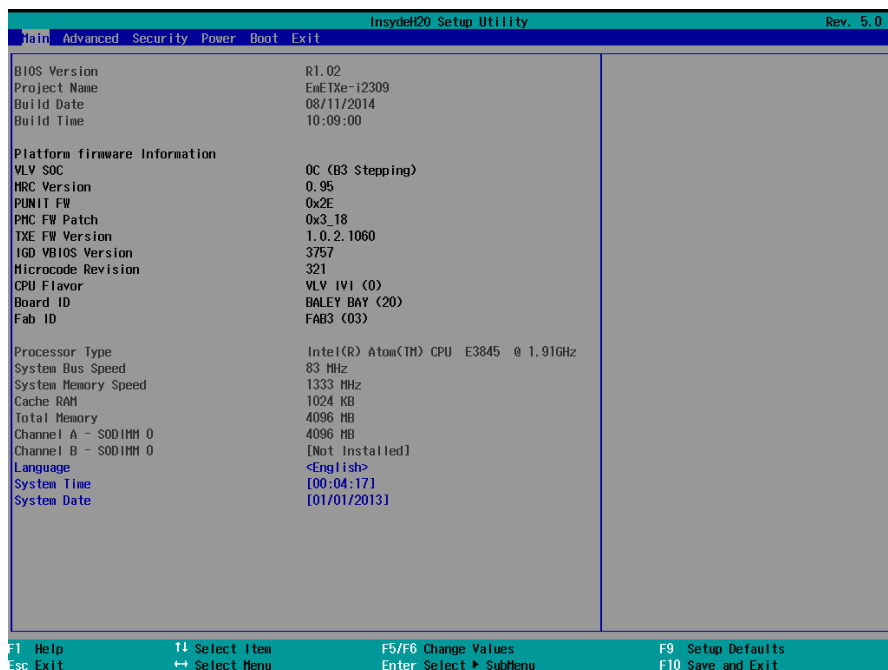 InsydeH2O Setup Utility Rev. 5.0
Main Advanced Security Power Boot Exit
BIOS Version R1.02
Project Name EmETXe-i2309
Build Date 08/11/2014
Build Time 10:09:00
Platform firmware Information
VLV SOC 0C (B3 Stepping)
MRC Version 0.95
PUNIT FW 0x2E
PMC FW Patch 0x3_18
TXE FW Version 1.0.2.1060
IGD VBIOS Version 3757
Microcode Revision 321
CPU Flavor VLV IVI (0)
Board ID BALEY BAY (20)
Fab ID FAB3 (03)
Processor Type Intel(R) Atom(TM) CPU E3845 @ 1.91GHz
System Bus Speed 83 MHz
System Memory Speed 1333 MHz
Cache RAM 1024 KB
Total Memory 4096 MB
Channel A - SODIMM 0 4096 MB
Channel B - SODIMM 0 [Not Installed]
Language <English>
System Time [00:04:17]
System Date [01/01/2013]
F1 Help ↑↓ Select Item F5/F6 Change Values F9 Setup Defaults
Esc Exit ↔ Select Menu Enter Select ▶ SubMenu F10 Save and Exit